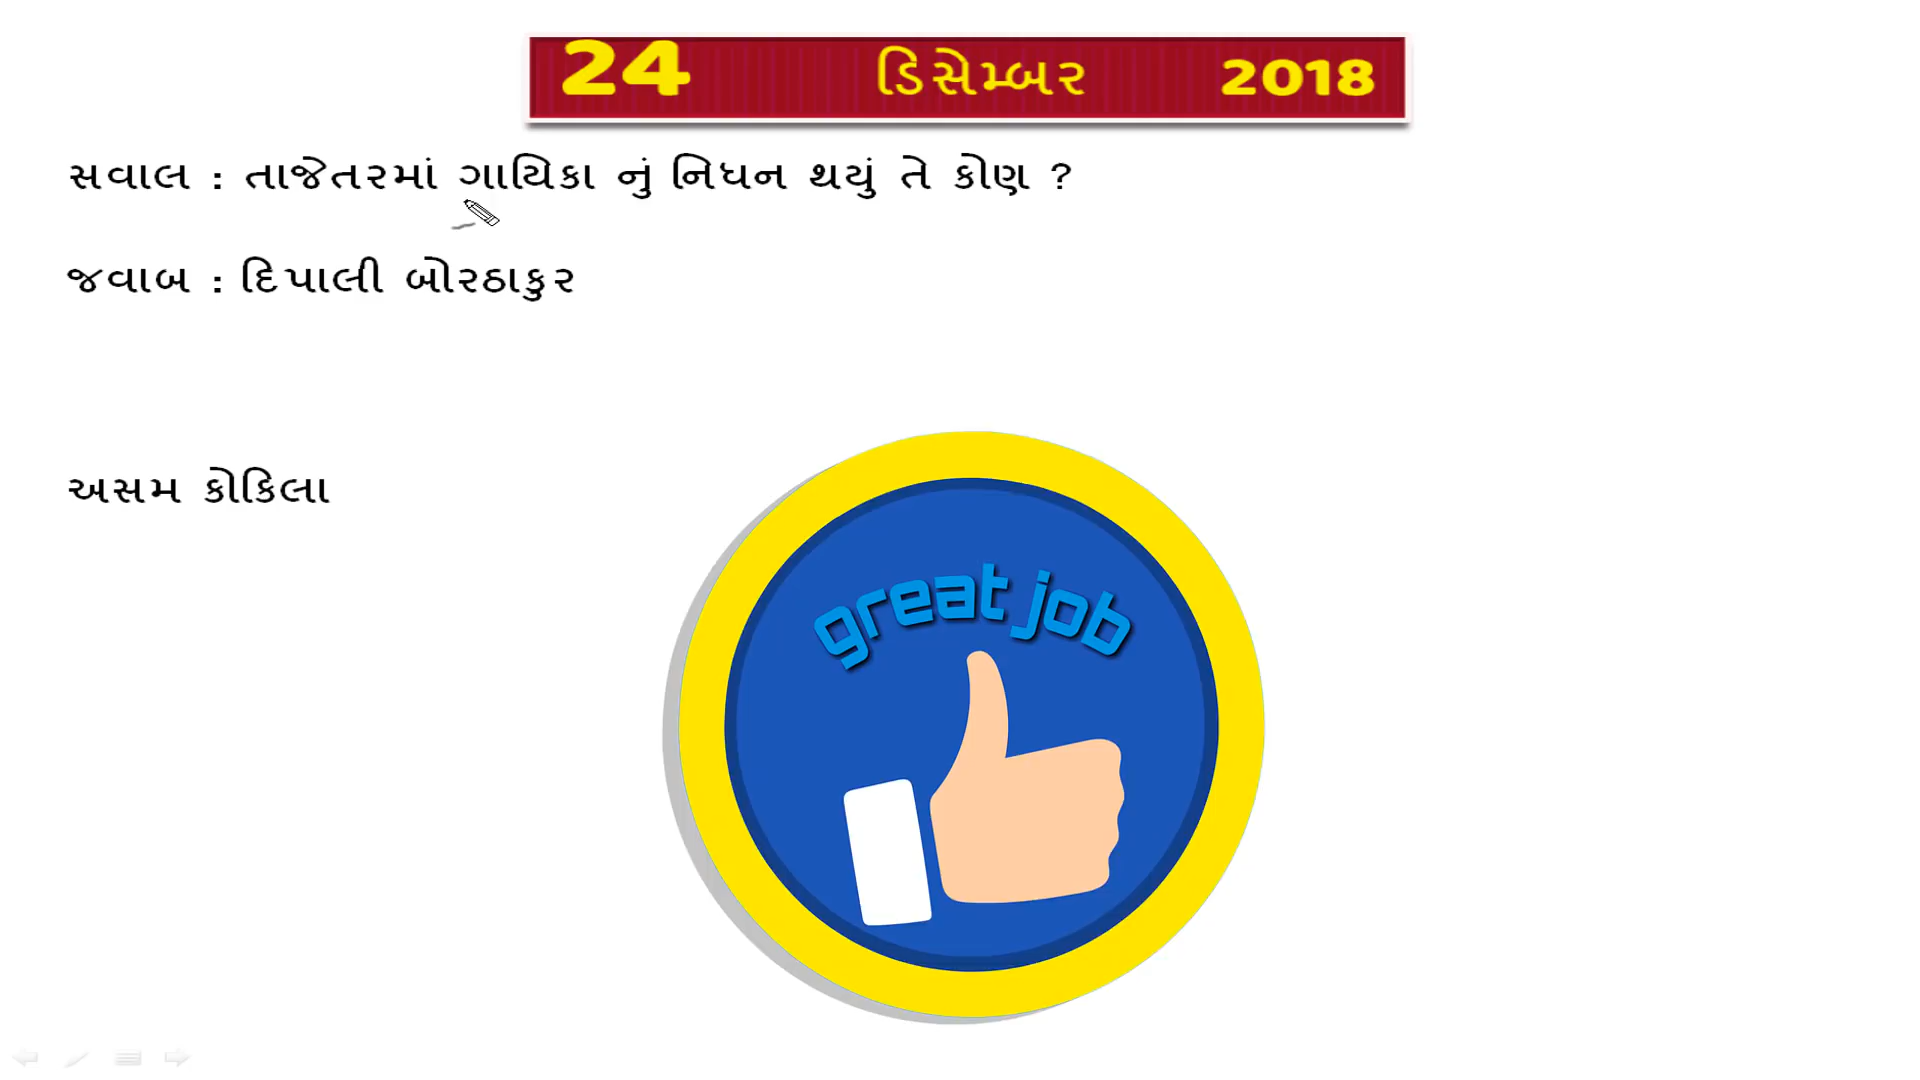 24 ડિસેમ્બર 2018
સવાલ : તાજેતરમાં ગાયિકા નું નિધન થયું તે કોણ ?
જવાબ : દિપાલી બોરઠાકુર
અસમ કોકિલા
great job